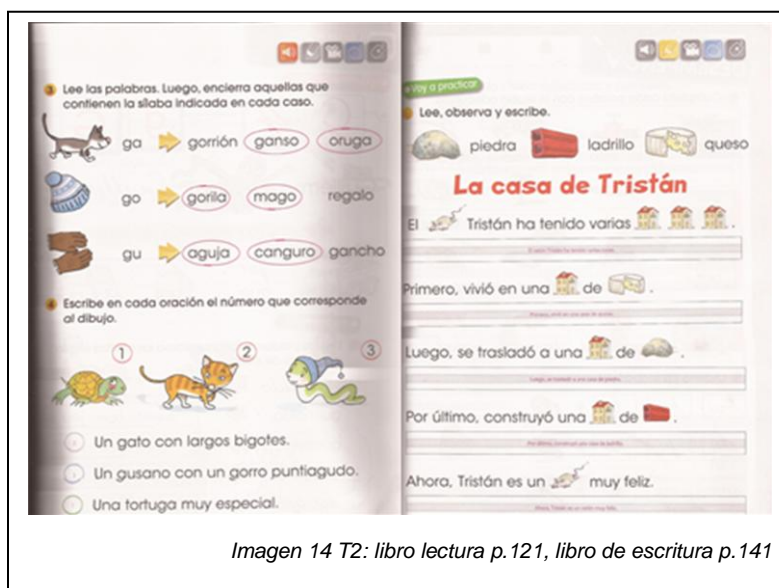 3 Lee las palabras. Luego, encierra aquellas que
contienen la sílaba indicada en cada caso.
ga gorrión ganso oruga
go gorila mago regalo
gu aguja canguro gancho
4 Escribe en cada oración el número que corresponde
al dibujo.
1 2 3
Un gato con largos bigotes.
Un gusano con un gorro puntiagudo.
Una tortuga muy especial.
Voy a practicar
Lee, observa y escribe.
piedra ladrillo queso
La casa de Tristán
El Tristán ha tenido varias .
Primero, vivió en una de .
Luego, se trasladó a una de .
Por último, construyó una de .
Ahora, Tristán es un muy feliz.
Imagen 14 T2: libro lectura p.121, libro de escritura p.141